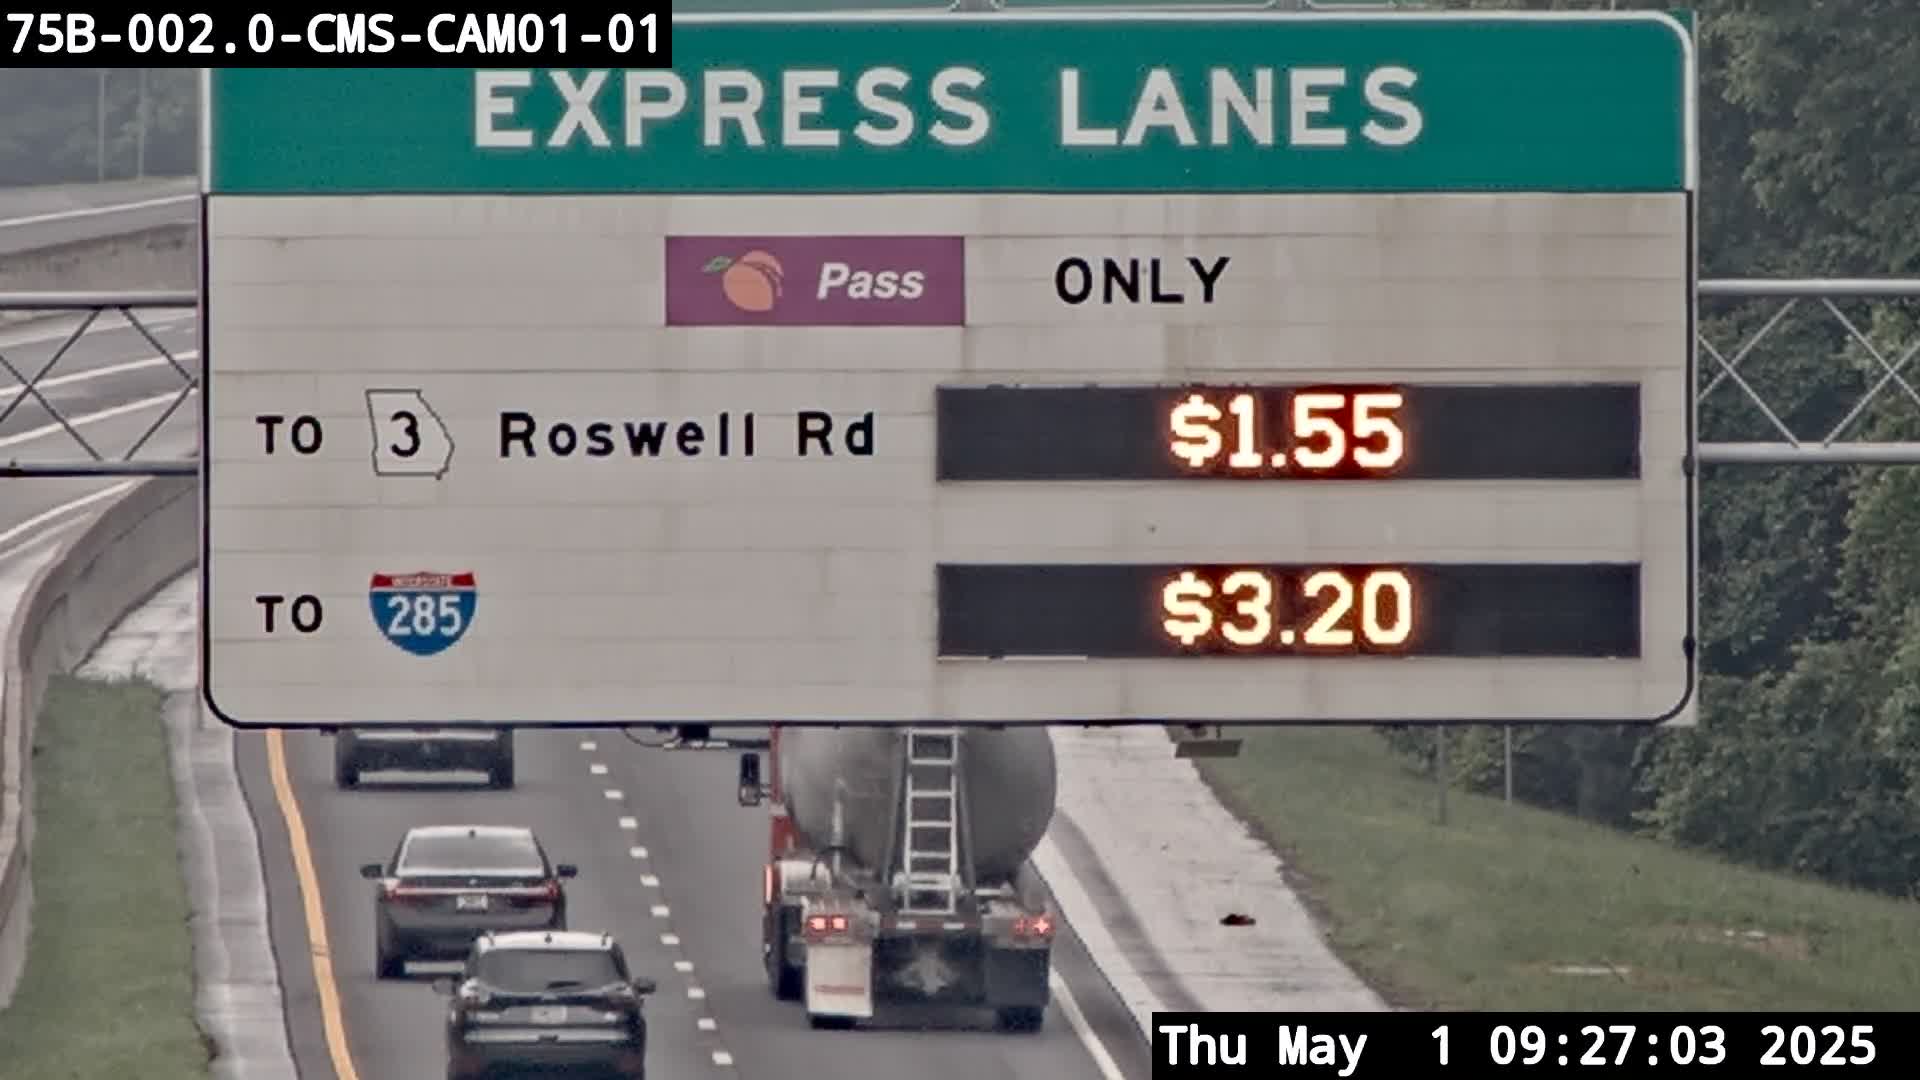 75B-002.0-CMS-CAM01-01
EXPRESS LANES
Pass ONLY
TO 3 Roswell Rd $1.55
TO INTERSTATE 285 $3.20
Thu May 1 09:27:03 2025